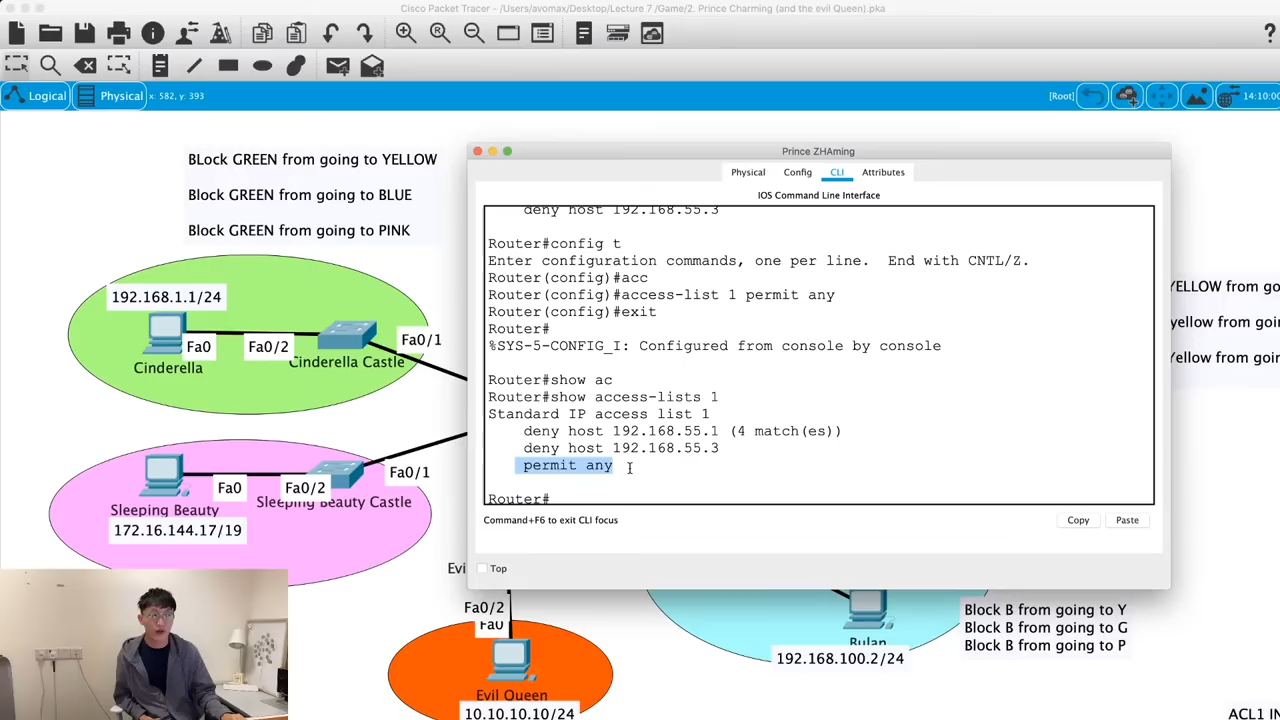 Cisco Packet Tracer - /Users/avomax/Desktop/Lecture 7 /Game/2. Prince Charming (and the evil Queen).pka
?
Logical
Physical
x: 582, y: 393
[Root]
14:10:00
BLock GREEN from going to YELLOW
Block GREEN from going to BLUE
Block GREEN from going to PINK
192.168.1.1/24
Fa0
Fa0/2
Fa0/1
Cinderella
Cinderella Castle
Fa0
Fa0/2
Fa0/1
Sleeping Beauty
Sleeping Beauty Castle
172.16.144.17/19
Prince ZHAming
Physical
Config
CLI
Attributes
IOS Command Line Interface
deny host 192.168.55.3
Router#config t
Enter configuration commands, one per line. End with CNTL/Z.
Router(config)#acc
Router(config)#access-list 1 permit any
Router(config)#exit
Router#
%SYS-5-CONFIG_I: Configured from console by console
Router#show ac
Router#show access-lists 1
Standard IP access list 1
deny host 192.168.55.1 (4 match(es))
deny host 192.168.55.3
permit any
Router#
Command+F6 to exit CLI focus
Copy
Paste
Top
YELLOW from go
yellow from goi
Yellow from going
Evi
Fa0/2
Fa0
Evil Queen
10.10.10.10/24
Bulan
192.168.100.2/24
Block B from going to Y
Block B from going to G
Block B from going to P
ACL1 IN